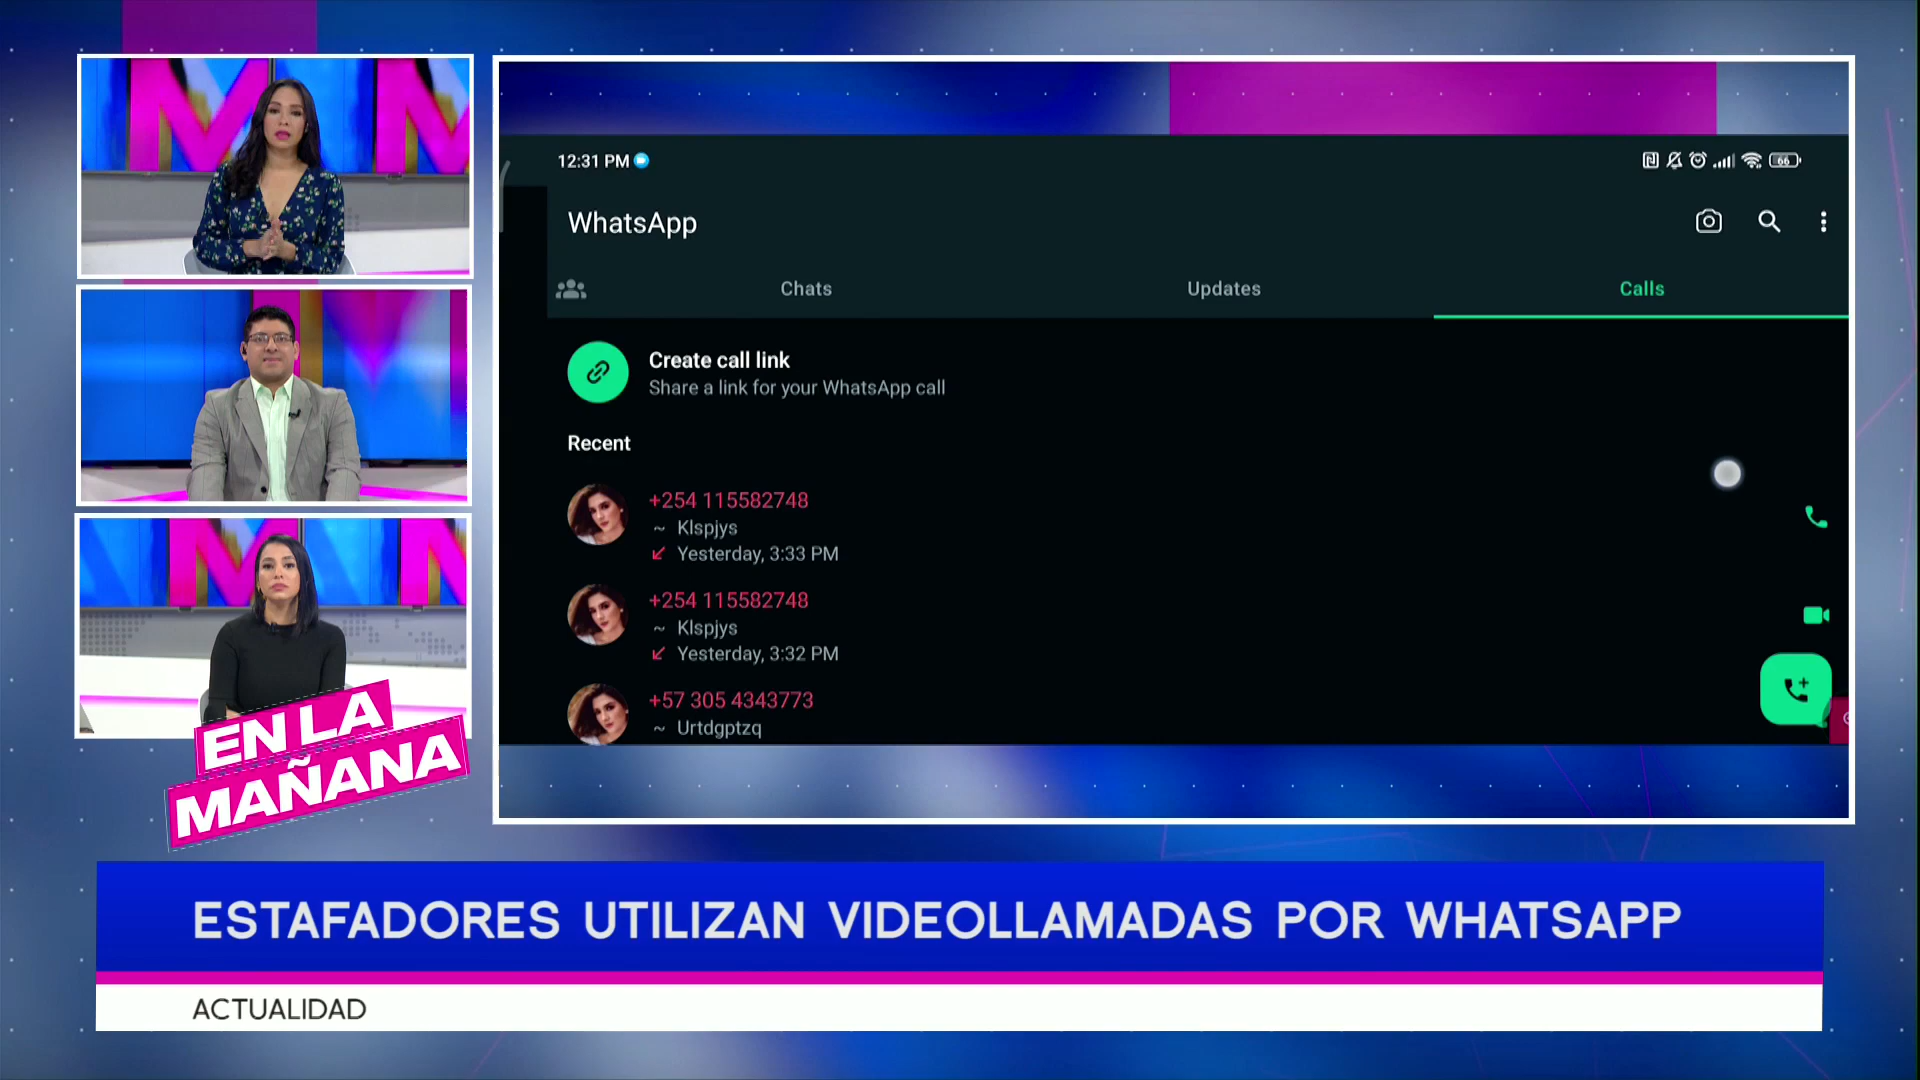 12:31 PM
66
WhatsApp
Chats
Updates
Calls
Create call link
Share a link for your WhatsApp call
Recent
+254 115582748
~ Klspjys
Yesterday, 3:33 PM
+254 115582748
~ Klspjys
Yesterday, 3:32 PM
+57 305 4343773
~ Urtdgptzq
EN LA
MAÑANA
ESTAFADORES UTILIZAN VIDEOLLAMADAS POR WHATSAPP
ACTUALIDAD